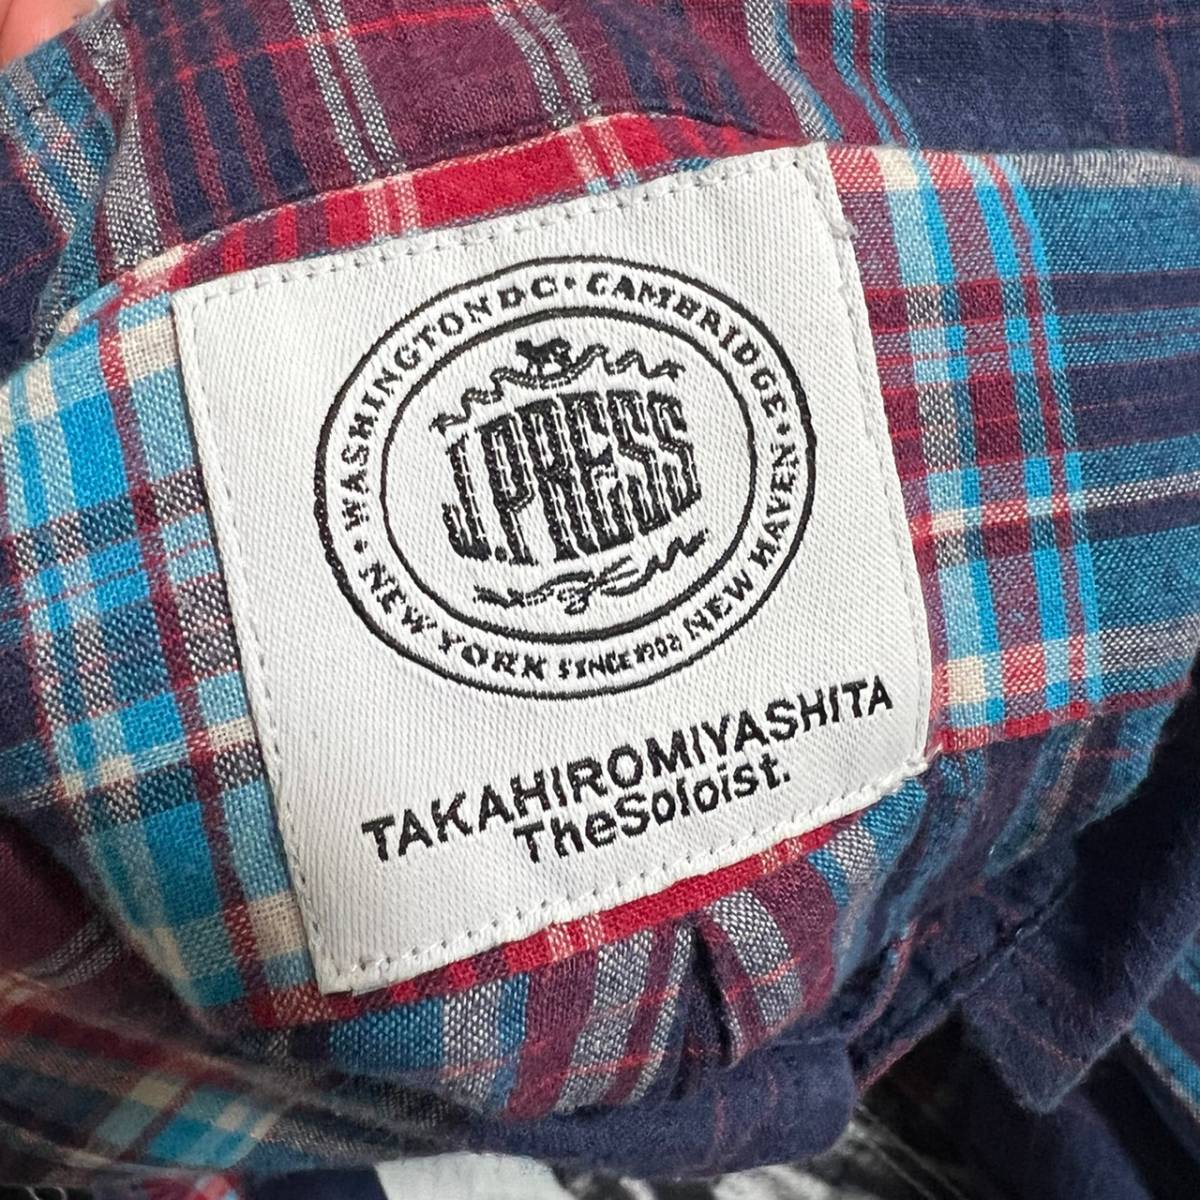 WASHINGTON DC • CAMBRIDGE • NEW HAVEN
NEW YORK SINCE 1902
J.PRESS
TAKAHIROMIYASHITA
TheSoloist.